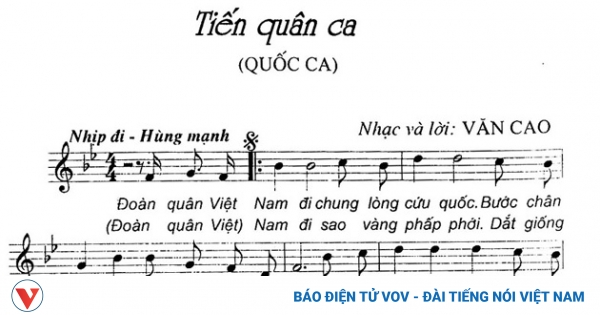 Tiến quân ca
(QUỐC CA)
Nhịp đi - Hùng mạnh
Nhạc và lời: VĂN CAO
Đoàn quân Việt Nam đi chung lòng cứu quốc. Bước chân
(Đoàn quân Việt) Nam đi sao vàng phấp phới. Dắt giống
BÁO ĐIỆN TỬ VOV - ĐÀI TIẾNG NÓI VIỆT NAM